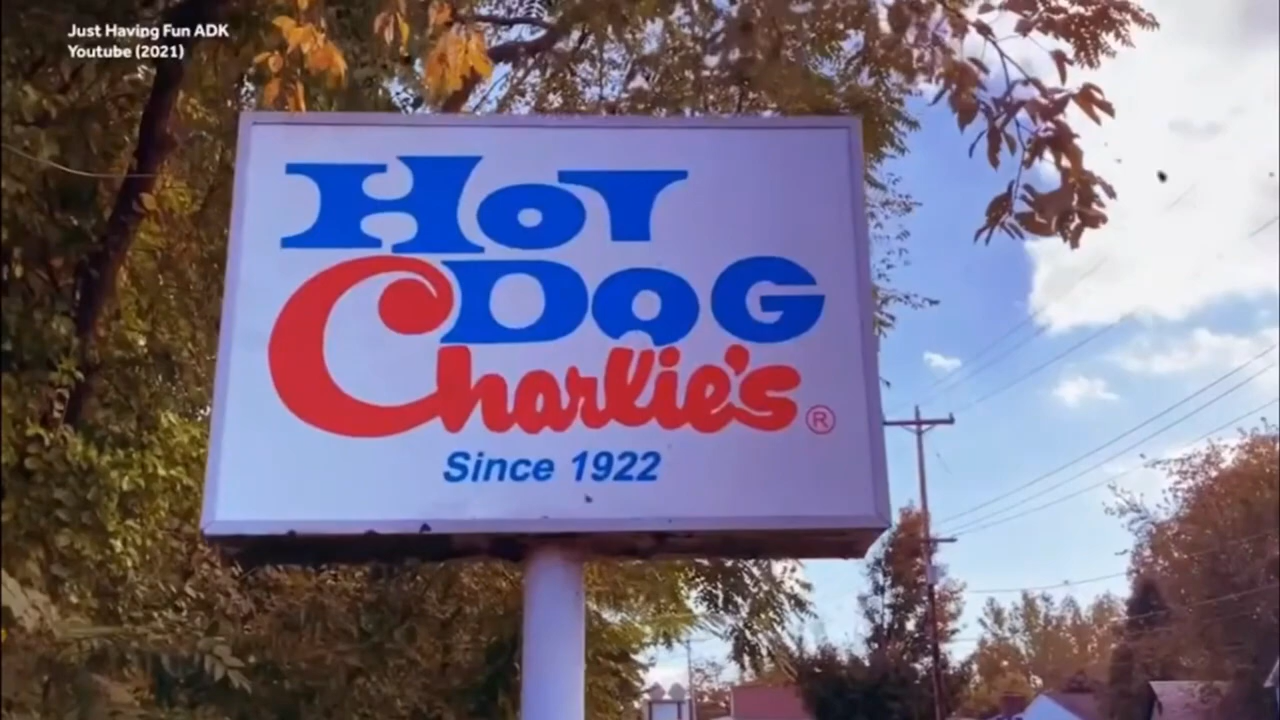 Just Having Fun ADK
Youtube (2021)
HOT
DOG
Charlie's ®
Since 1922